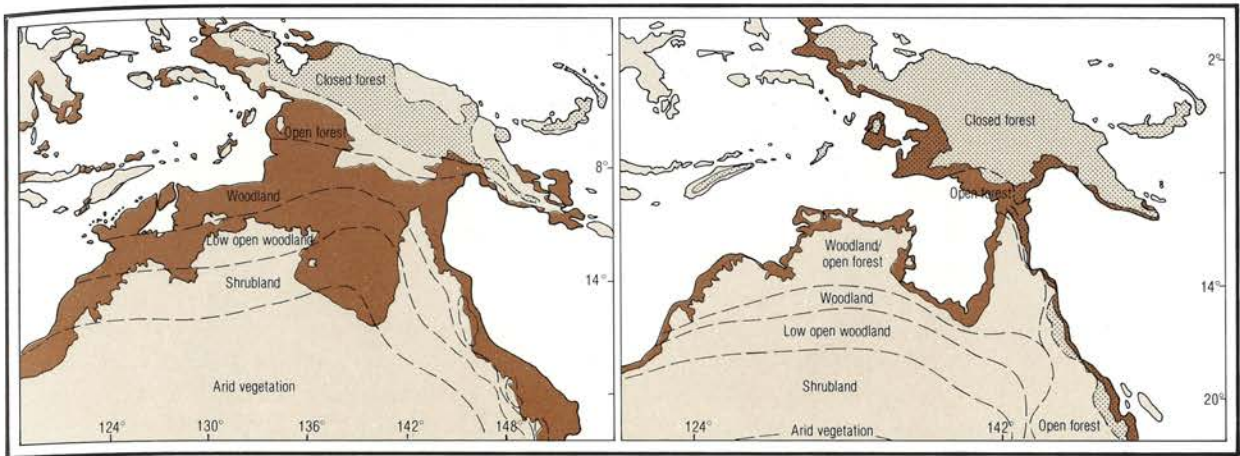 Closed forest
Open forest
Woodland
Low open woodland
Shrubland
Arid vegetation
8°
14°
124°
130°
136°
142°
148°
Closed forest
Open forest
Woodland/
open forest
Woodland
Low open woodland
Shrubland
Arid vegetation
Open forest
2°
14°
20°
124°
142°